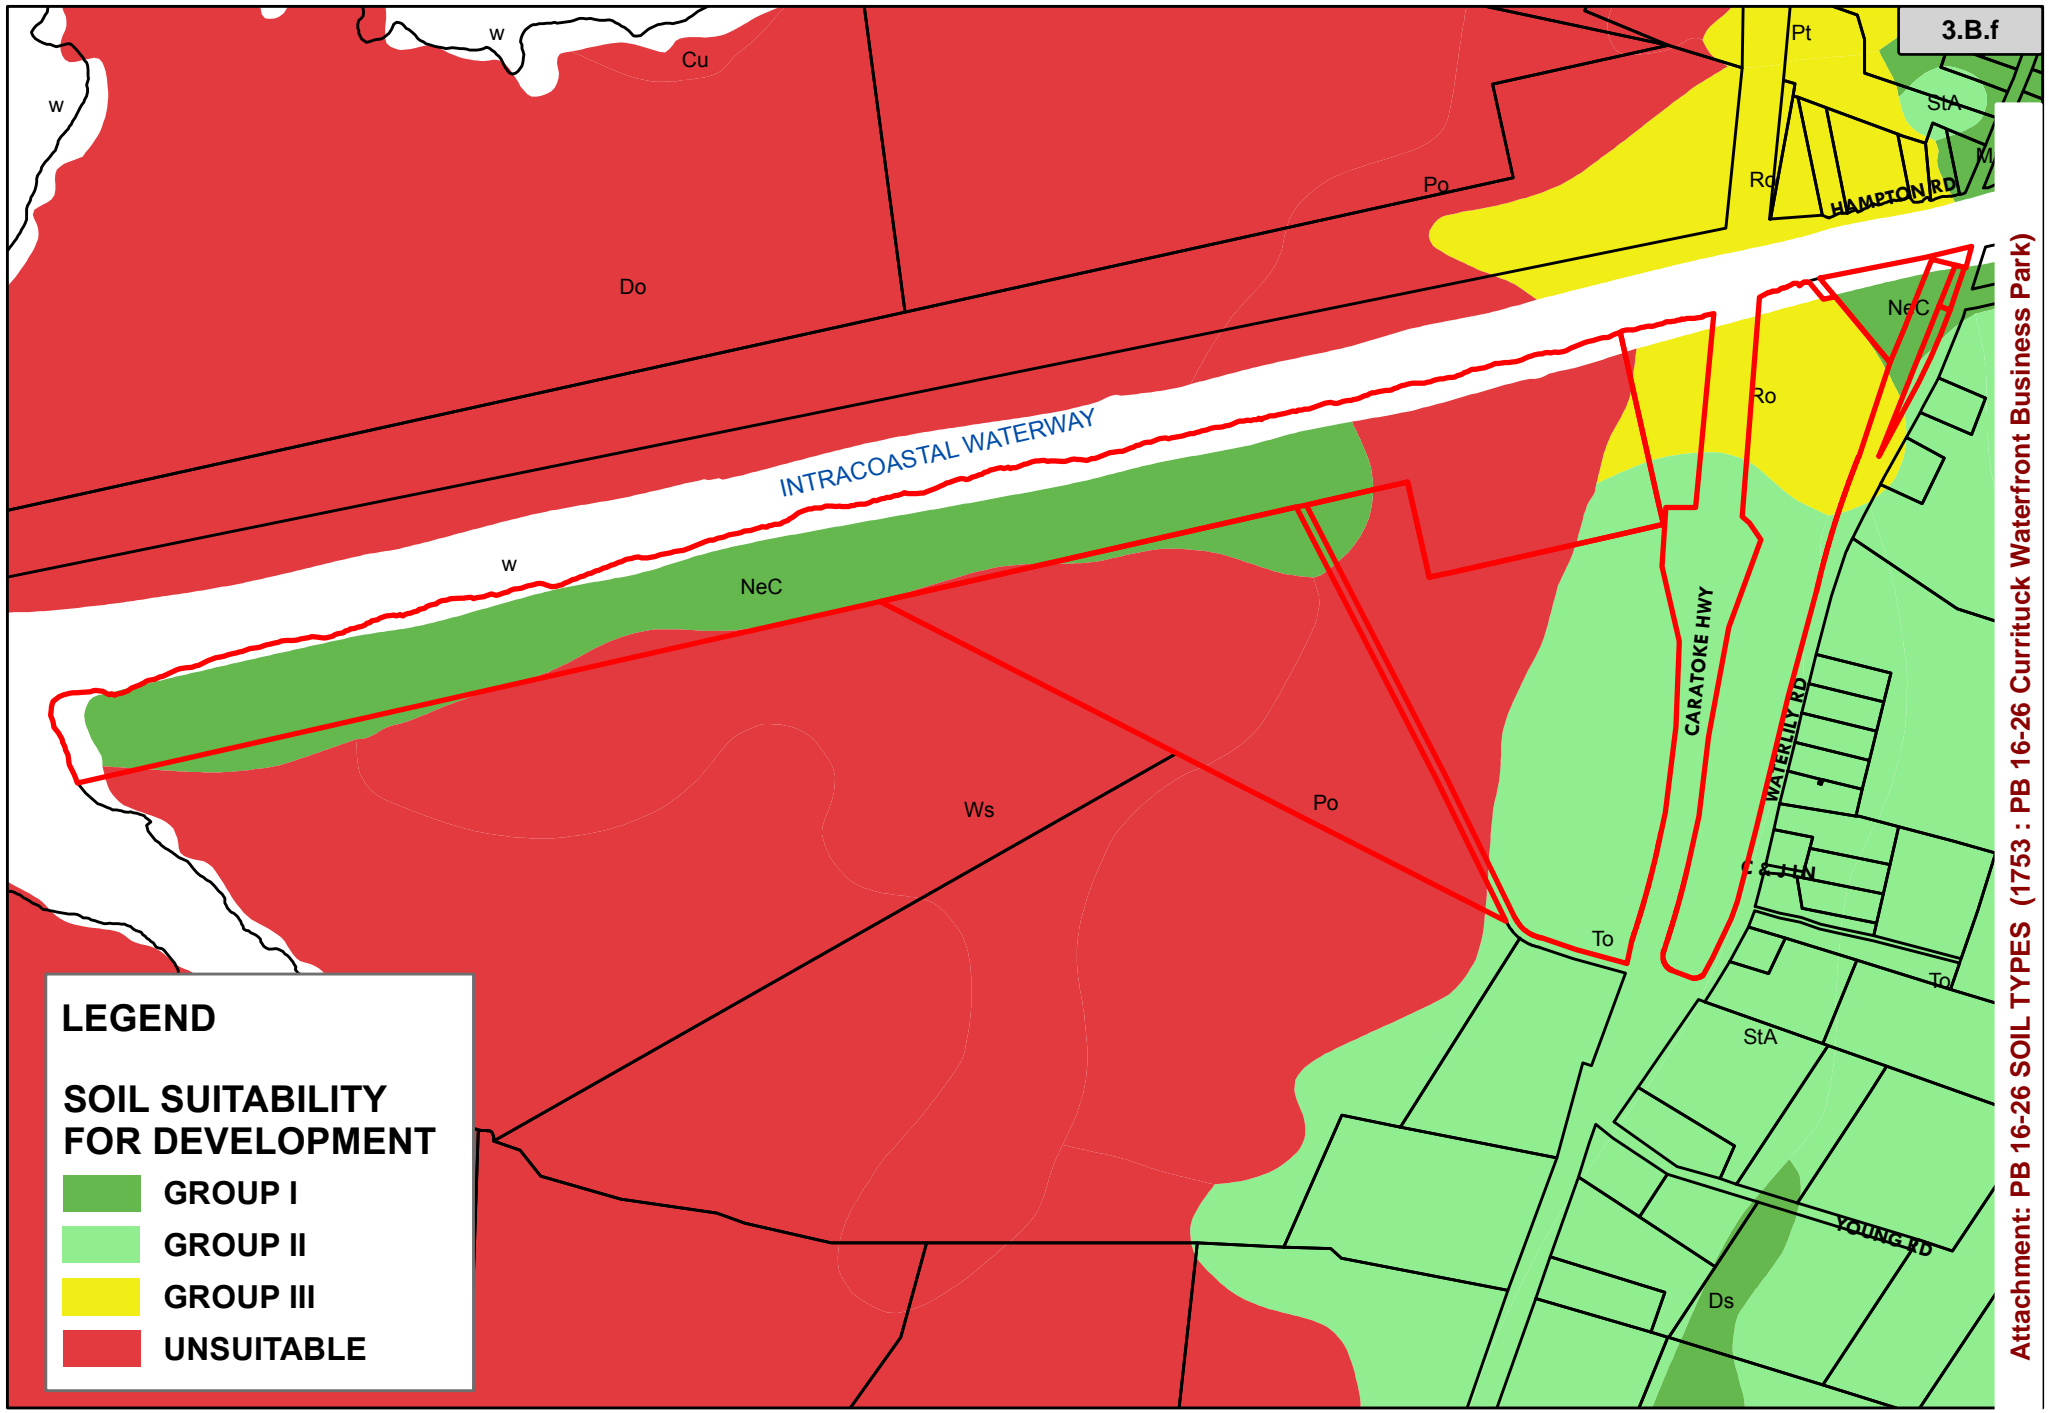 3.B.f
w
Cu
Pt
w
StA
M
Po
Ro
HAMPTON RD
Do
NeC
Ro
INTRACOASTAL WATERWAY
w
NeC
CARATOKE HWY
WATERLILY RD
Ws
Po
C & J LN
To
To
StA
YOUNG RD
Ds
LEGEND
SOIL SUITABILITY
FOR DEVELOPMENT
GROUP I
GROUP II
GROUP III
UNSUITABLE
Attachment: PB 16-26 SOIL TYPES (1753 : PB 16-26 Currituck Waterfront Business Park)